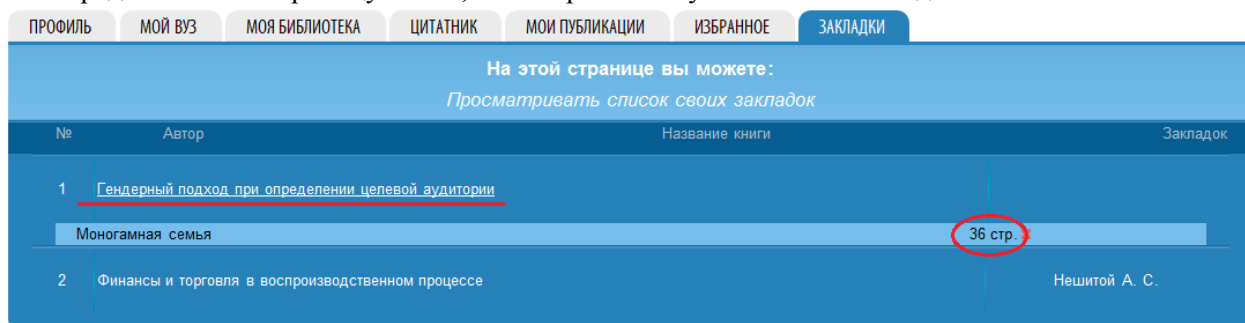 ПРОФИЛЬ МОЙ ВУЗ МОЯ БИБЛИОТЕКА ЦИТАТНИК МОИ ПУБЛИКАЦИИ ИЗБРАННОЕ ЗАКЛАДКИ
На этой странице вы можете:
Просматривать список своих закладок
№ Автор Название книги Закладок
1 Гендерный подход при определении целевой аудитории
Моногамная семья 36 стр.
2 Финансы и торговля в воспроизводственном процессе Нешитой А. С.